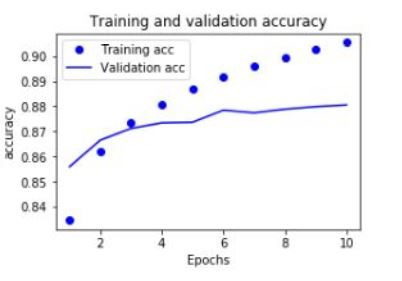 Training and validation accuracy
Training acc
Validation acc
0.90
0.89
0.88
0.87
0.86
0.85
0.84
accuracy
2 4 6 8 10
Epochs